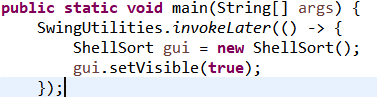 public static void main(String[] args) {
    SwingUtilities.invokeLater(() -> {
        ShellSort gui = new ShellSort();
        gui.setVisible(true);
    });